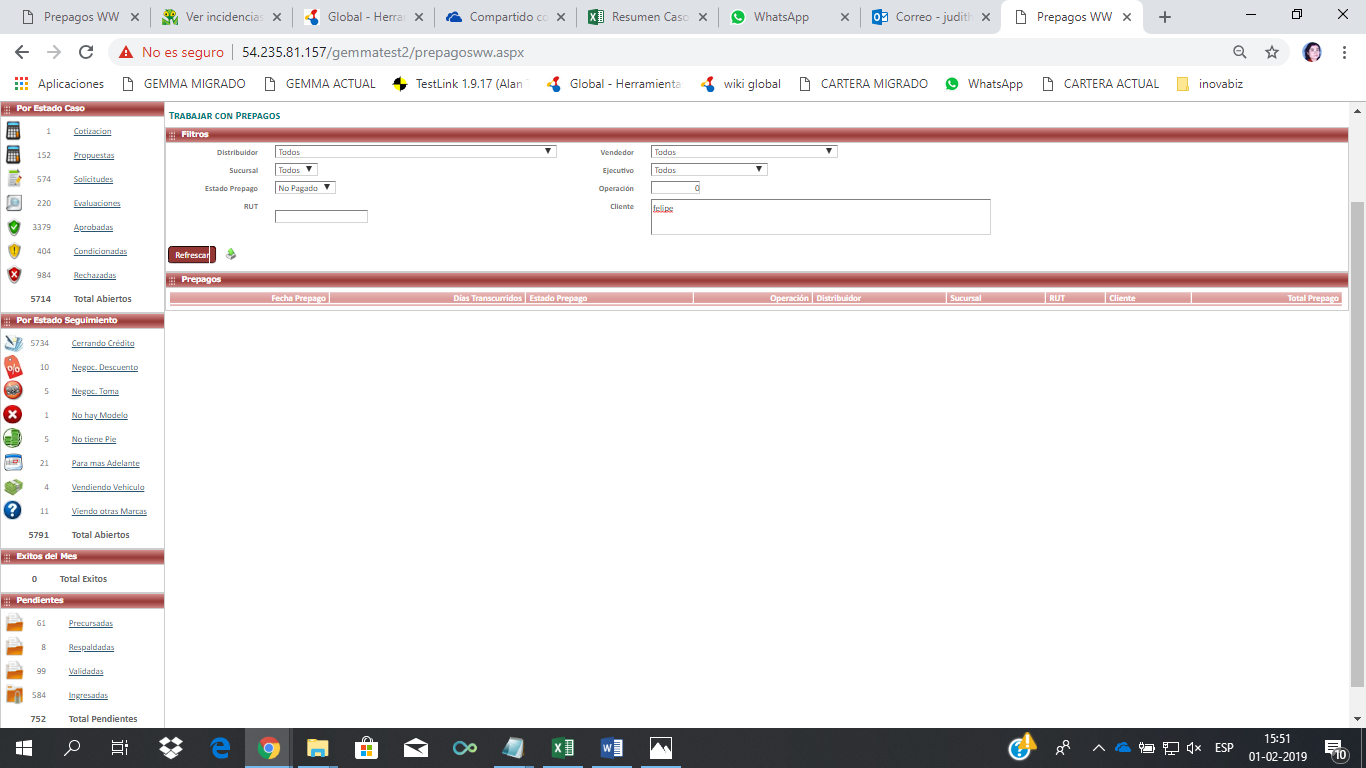 Prepagos WW
Ver incidencias
Global - Herra
Compartido co
Resumen Caso
WhatsApp
Correo - judith
Prepagos WW
No es seguro
54.235.81.157/gemmatest2/prepagosww.aspx
Aplicaciones
GEMMA MIGRADO
GEMMA ACTUAL
TestLink 1.9.17 (Alan
Global - Herramienta
wiki global
CARTERA MIGRADO
WhatsApp
CARTERA ACTUAL
inovabiz
Por Estado Caso
1 Cotizacion
152 Propuestas
574 Solicitudes
220 Evaluaciones
3379 Aprobadas
404 Condicionadas
984 Rechazadas
5714 Total Abiertos
Por Estado Seguimiento
5734 Cerrando Crédito
10 Negoc. Descuento
5 Negoc. Toma
1 No hay Modelo
5 No tiene Pie
21 Para mas Adelante
4 Vendiendo Vehículo
11 Viendo otras Marcas
5791 Total Abiertos
Exitos del Mes
0 Total Exitos
Pendientes
61 Precursadas
8 Respaldadas
99 Validadas
584 Ingresadas
752 Total Pendientes
TRABAJAR CON PREPAGOS
Filtros
Distribuidor Todos Vendedor Todos
Sucursal Todos Ejecutivo Todos
Estado Prepago No Pagado Operación 0
RUT Cliente felipe
Refrescar
Prepagos
Fecha Prepago Días Transcurridos Estado Prepago Operación Distribuidor Sucursal RUT Cliente Total Prepago
ESP
15:51
01-02-2019
10